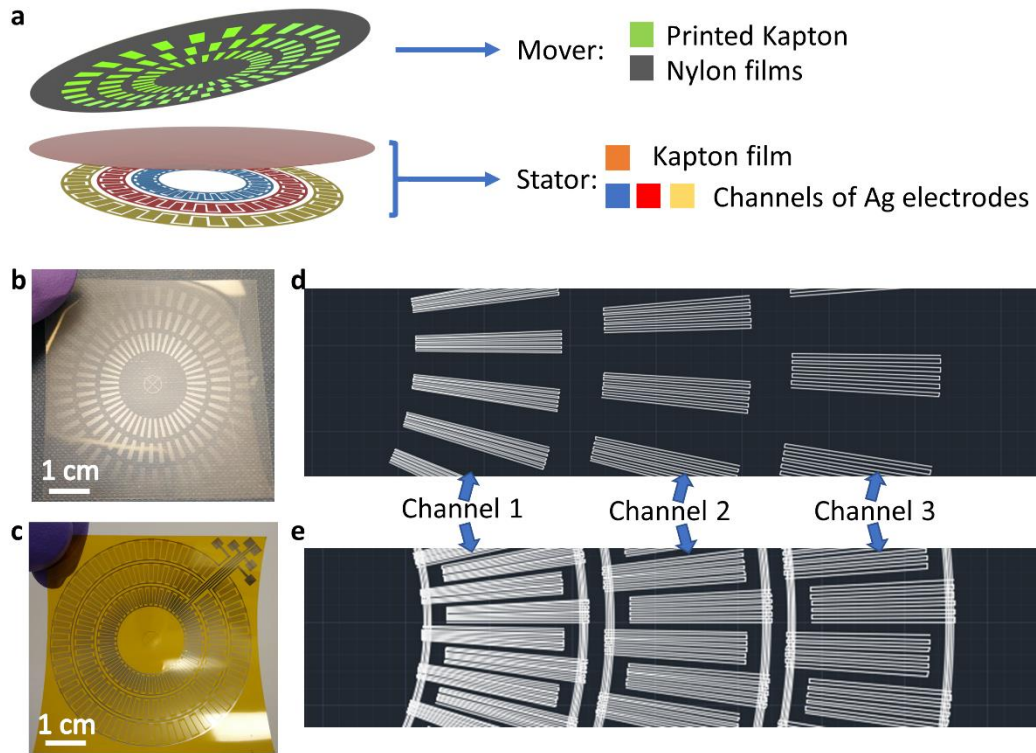 a
Mover:
Printed Kapton
Nylon films
Stator:
Kapton film
Channels of Ag electrodes
b
1 cm
c
1 cm
d
Channel 1
Channel 2
Channel 3
e